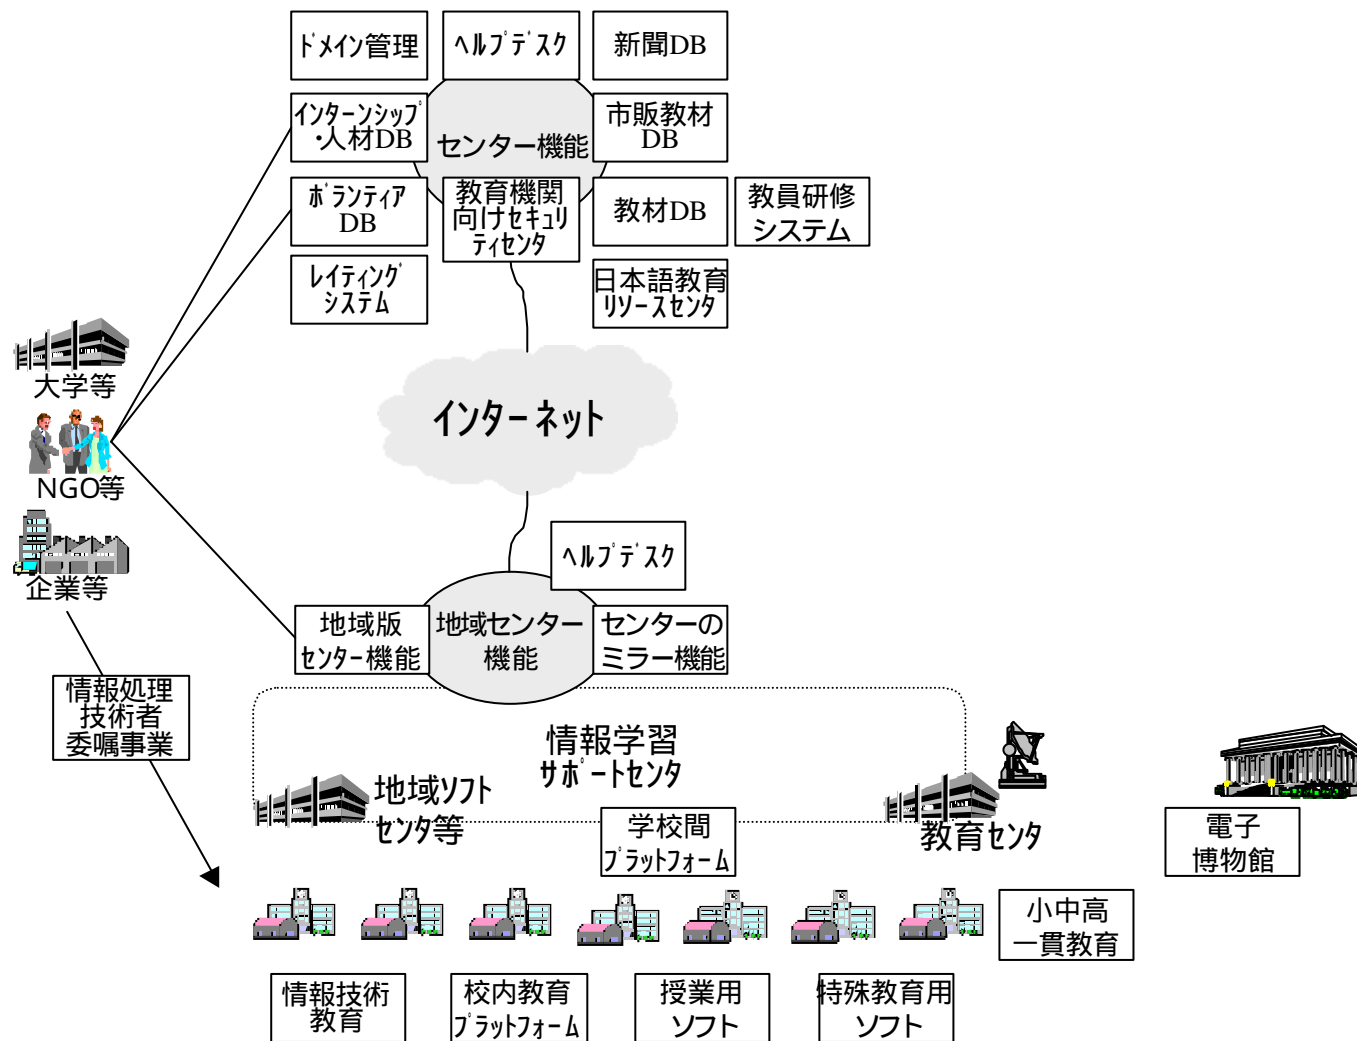 ﾄﾞﾒｲﾝ管理
ﾍﾙﾌﾟﾃﾞｽｸ
新聞DB
ｲﾝﾀｰﾝｼｯﾌﾟ
・人材DB
センター機能
市販教材
DB
ﾎﾞﾗﾝﾃｨｱ
DB
教育機関
向けｾｷｭﾘ
ﾃｨｾﾝﾀ
教材DB
教員研修
システム
ﾚｲﾃｨﾝｸﾞ
ｼｽﾃﾑ
日本語教育
ﾘｿｰｽｾﾝﾀ
大学等
インターネット
NGO等
企業等
ﾍﾙﾌﾟﾃﾞｽｸ
地域版
ｾﾝﾀｰ機能
地域センター
機能
センターの
ミラー機能
情報処理
技術者
委嘱事業
情報学習
ｻﾎﾟｰﾄｾﾝﾀ
地域ｿﾌﾄ
ｾﾝﾀ等
学校間
ﾌﾟﾗｯﾄﾌｫｰﾑ
教育ｾﾝﾀ
電子
博物館
小中高
一貫教育
情報技術
教育
校内教育
ﾌﾟﾗｯﾄﾌｫｰﾑ
授業用
ソフト
特殊教育用
ソフト